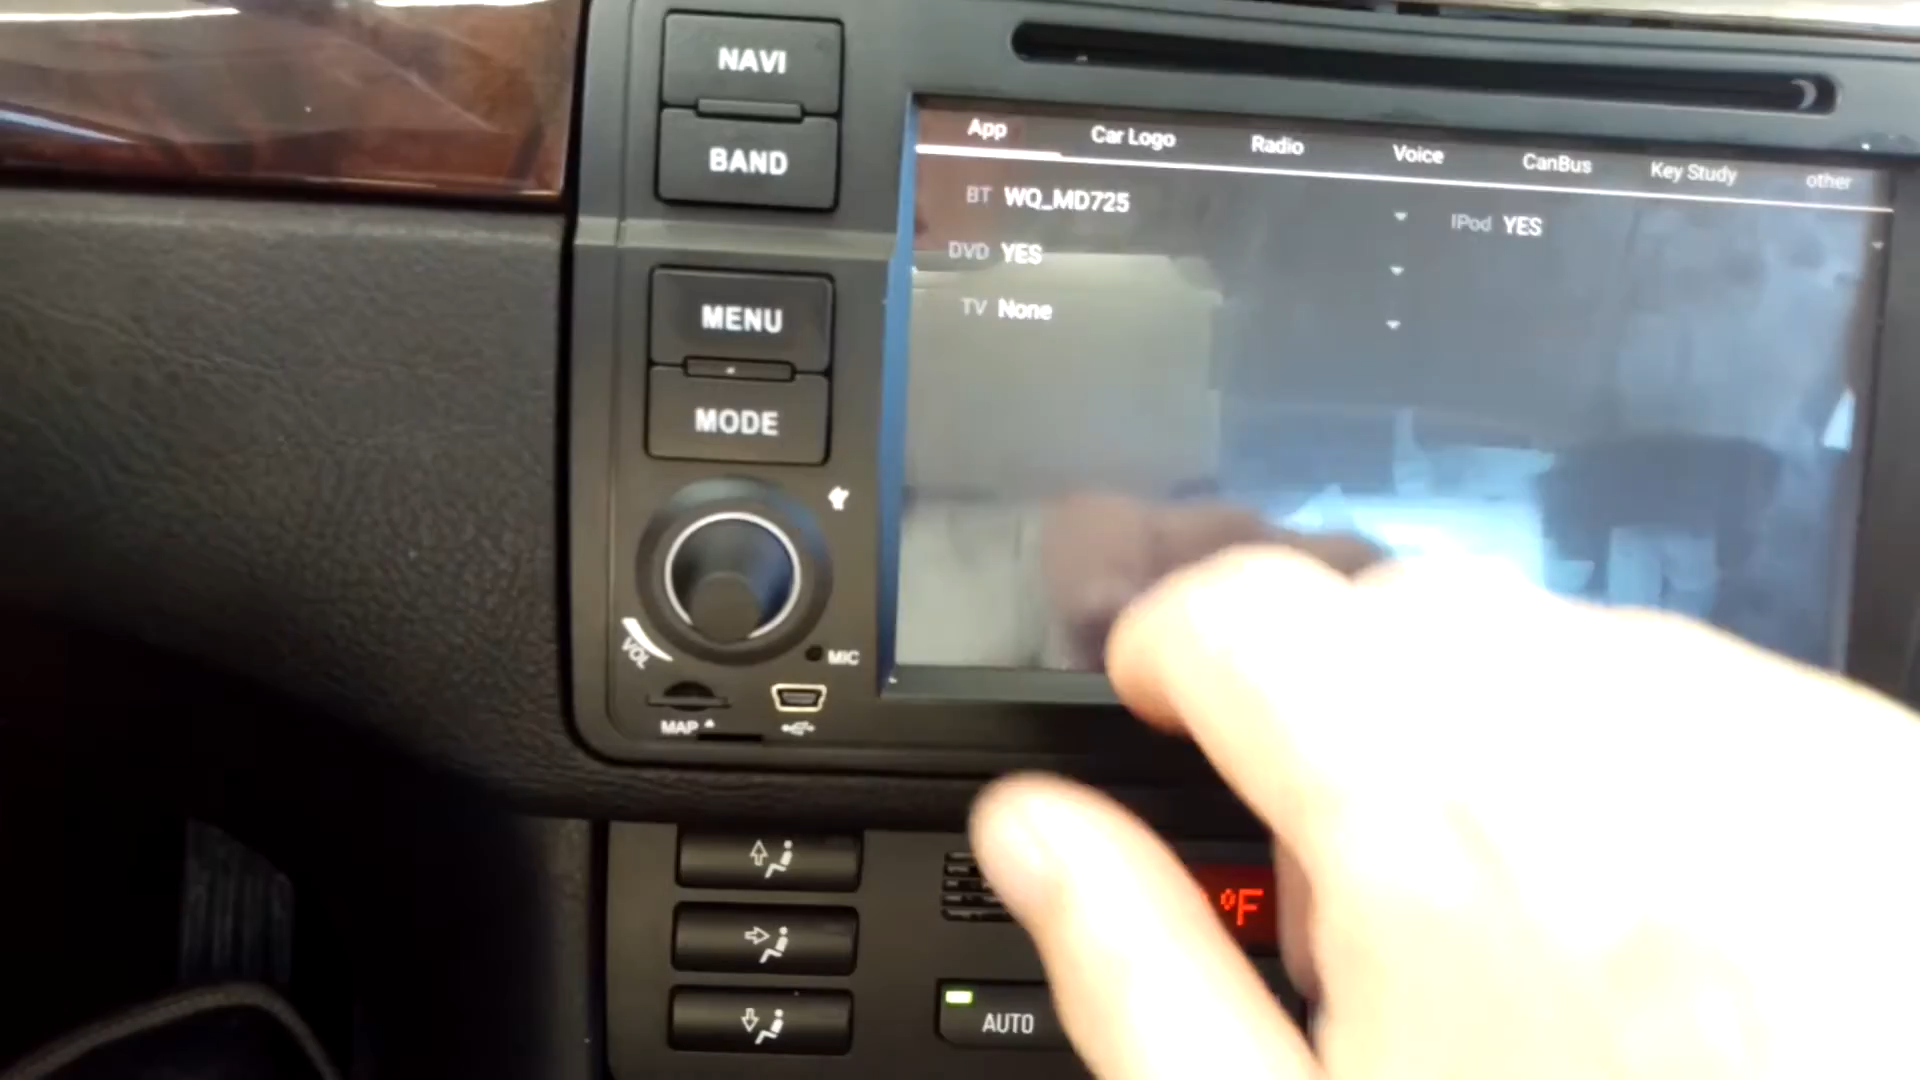 NAVI
BAND
MENU
MODE
VOL
MIC
MAP
App Car Logo Radio Voice CanBus Key Study other
BT WQ_MD725 IPod YES
DVD YES
TV None
°F
AUTO